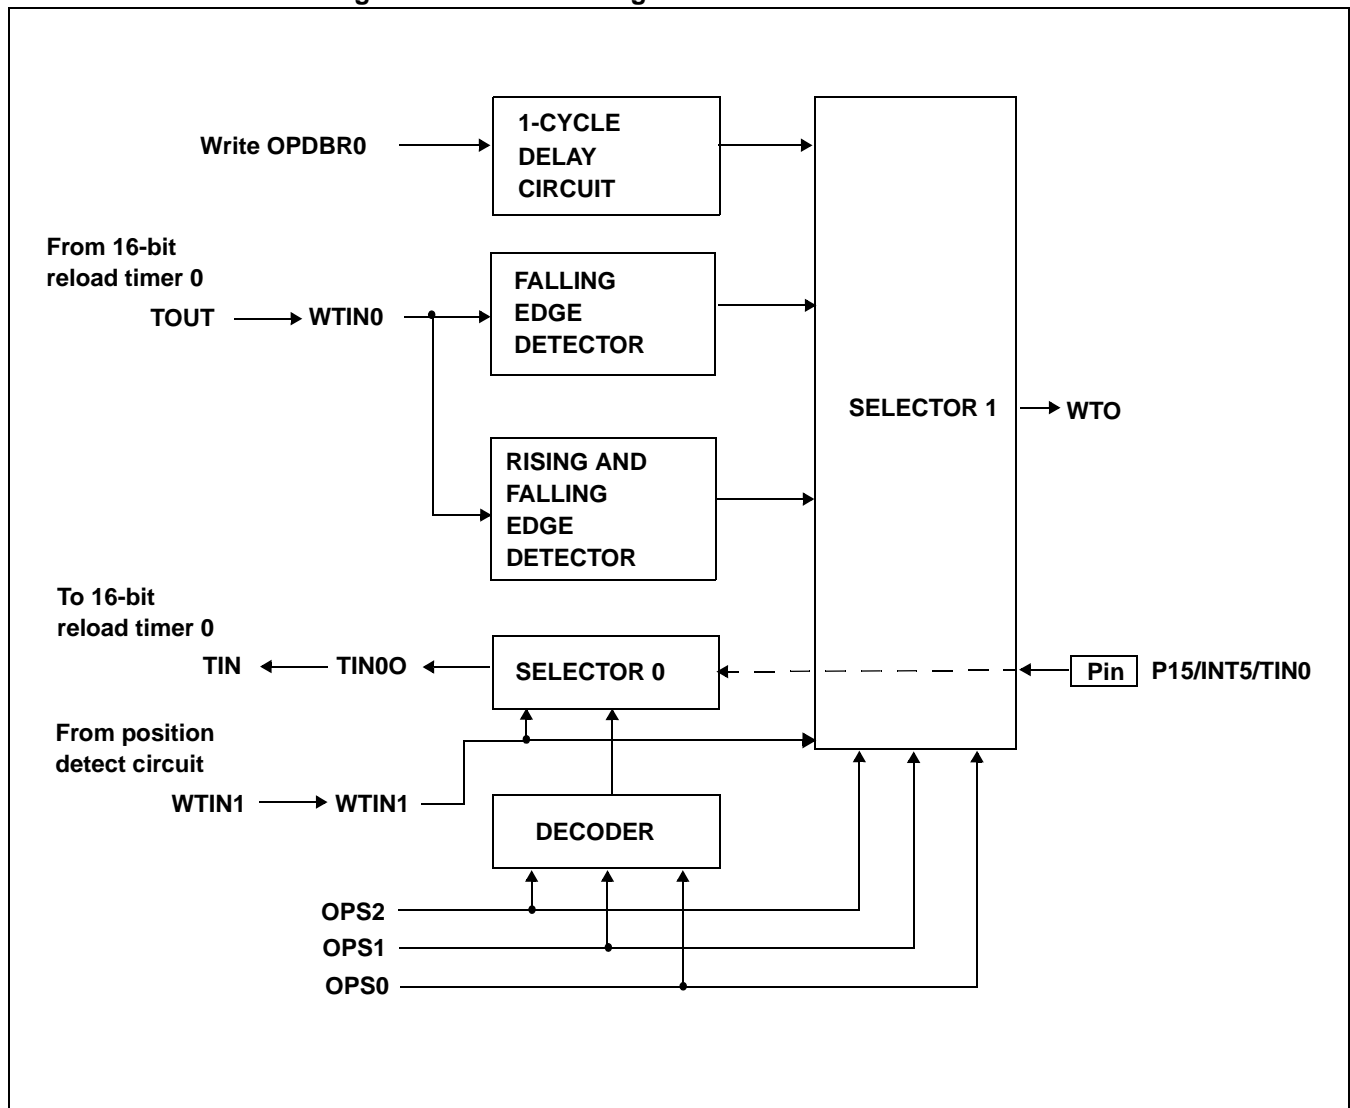 Write OPDBR0
1-CYCLE
DELAY
CIRCUIT
From 16-bit
reload timer 0
TOUT
WTIN0
FALLING
EDGE
DETECTOR
SELECTOR 1
WTO
RISING AND
FALLING
EDGE
DETECTOR
To 16-bit
reload timer 0
TIN
TIN0O
SELECTOR 0
Pin
P15/INT5/TIN0
From position
detect circuit
WTIN1
WTIN1
DECODER
OPS2
OPS1
OPS0